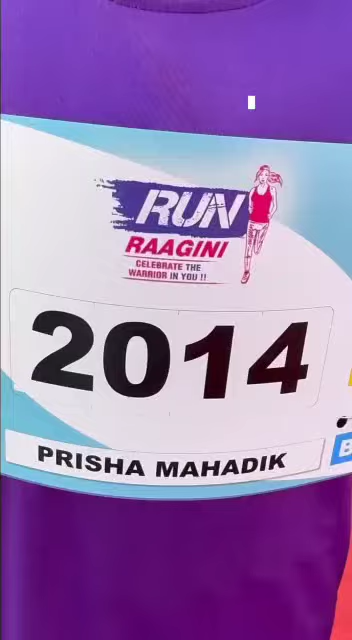 RUN
RAAGINI
CELEBRATE THE
WARRIOR IN YOU !!
2014
PRISHA MAHADIK
B